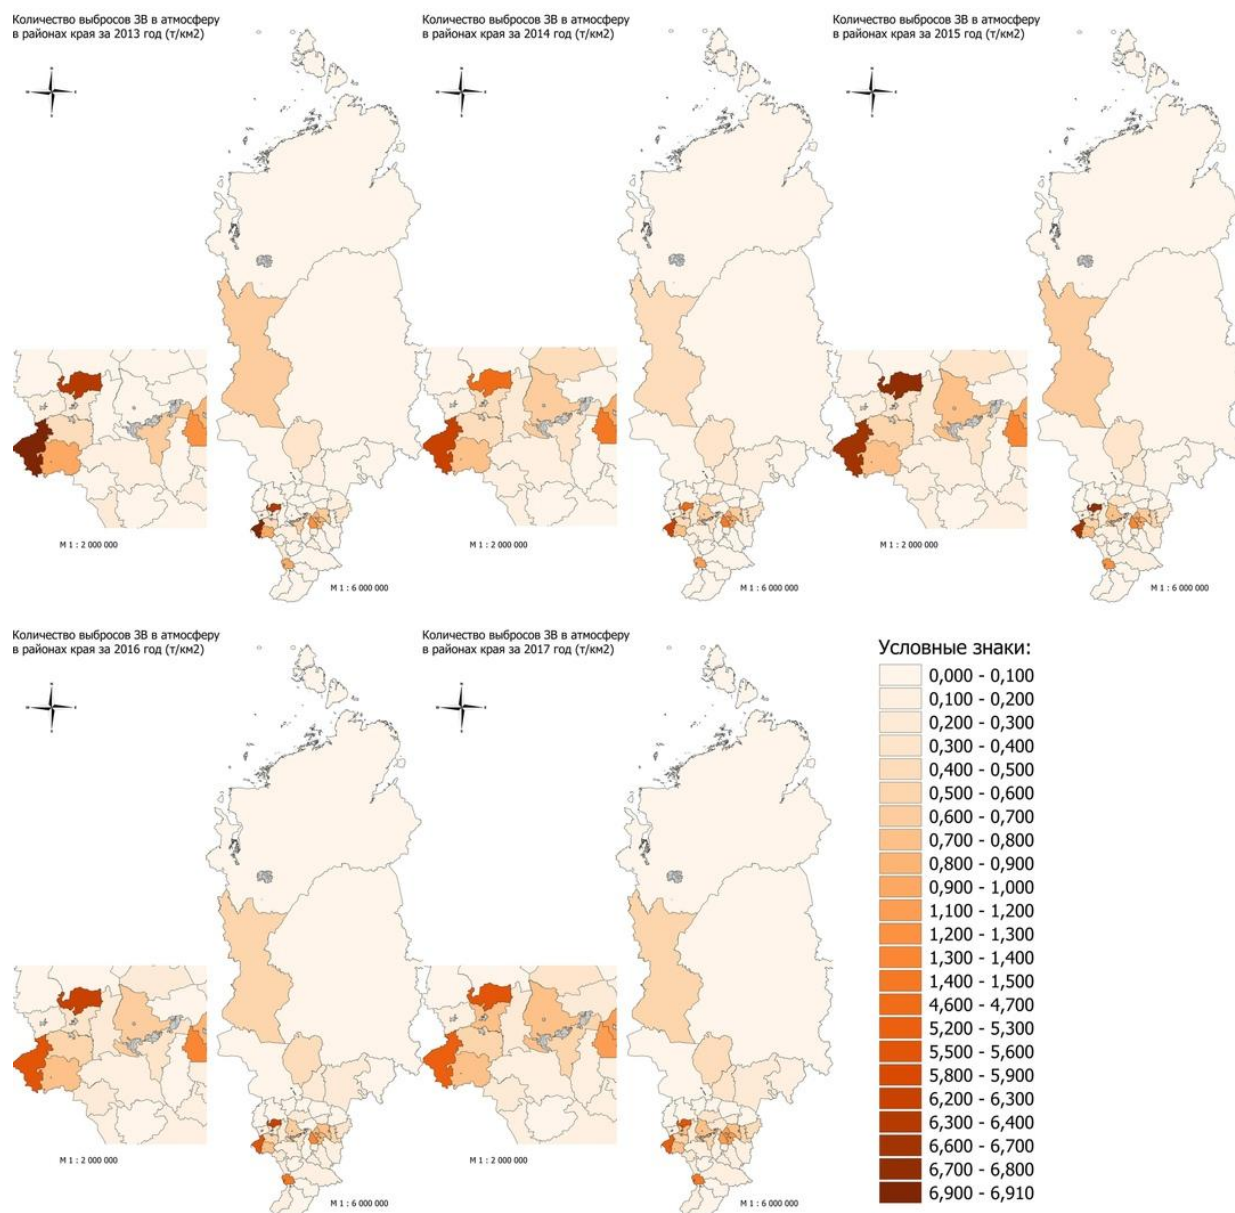 Количество выбросов ЗВ в атмосферу
в районах края за 2013 год (т/км2)
Количество выбросов ЗВ в атмосферу
в районах края за 2014 год (т/км2)
Количество выбросов ЗВ в атмосферу
в районах края за 2015 год (т/км2)
М 1 : 2 000 000
М 1 : 6 000 000
М 1 : 2 000 000
М 1 : 6 000 000
М 1 : 2 000 000
М 1 : 6 000 000
Количество выбросов ЗВ в атмосферу
в районах края за 2016 год (т/км2)
Количество выбросов ЗВ в атмосферу
в районах края за 2017 год (т/км2)
М 1 : 2 000 000
М 1 : 6 000 000
М 1 : 2 000 000
М 1 : 6 000 000
Условные знаки:
0,000 - 0,100
0,100 - 0,200
0,200 - 0,300
0,300 - 0,400
0,400 - 0,500
0,500 - 0,600
0,600 - 0,700
0,700 - 0,800
0,800 - 0,900
0,900 - 1,000
1,100 - 1,200
1,200 - 1,300
1,300 - 1,400
1,400 - 1,500
4,600 - 4,700
5,200 - 5,300
5,500 - 5,600
5,800 - 5,900
6,200 - 6,300
6,300 - 6,400
6,600 - 6,700
6,700 - 6,800
6,900 - 6,910